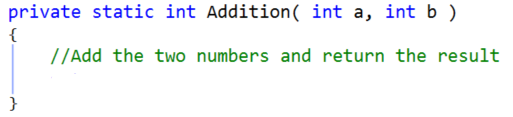 private static int Addition( int a, int b )
{
//Add the two numbers and return the result
}